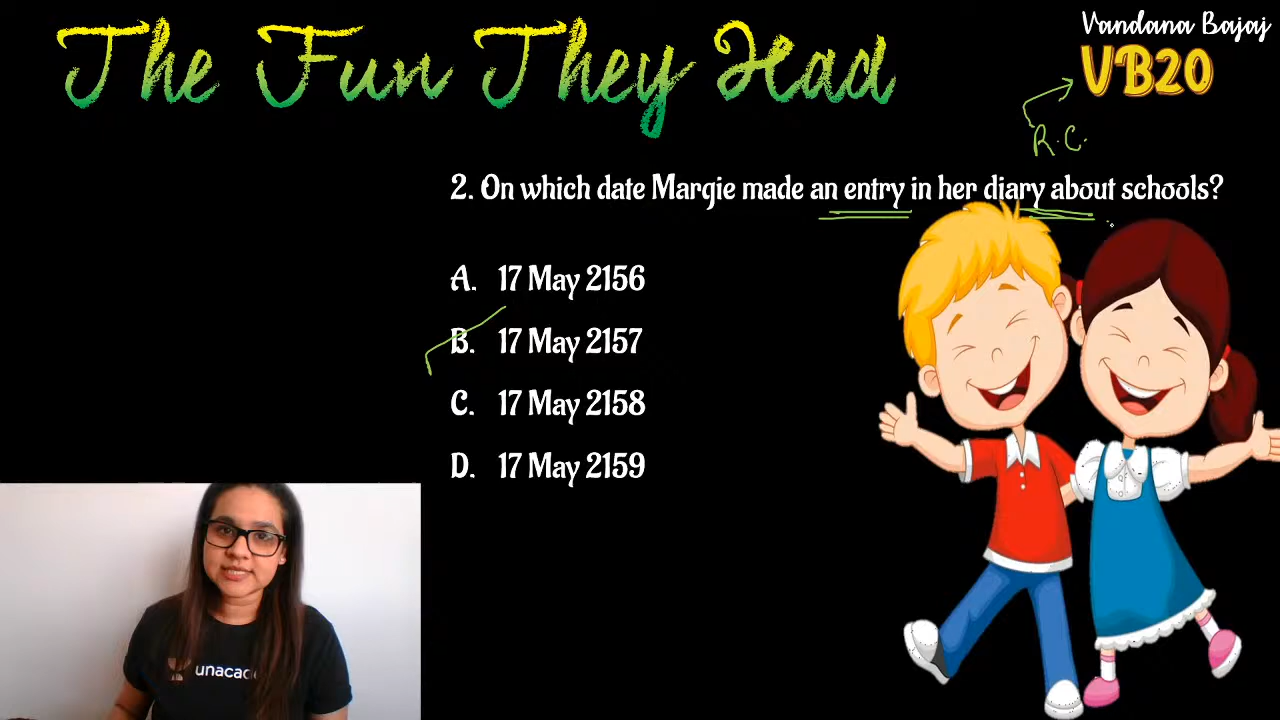 The Fun They Had
Vandana Bajaj
VB20
R.C.
2. On which date Margie made an entry in her diary about schools?
A. 17 May 2156
B. 17 May 2157
C. 17 May 2158
D. 17 May 2159
unacade